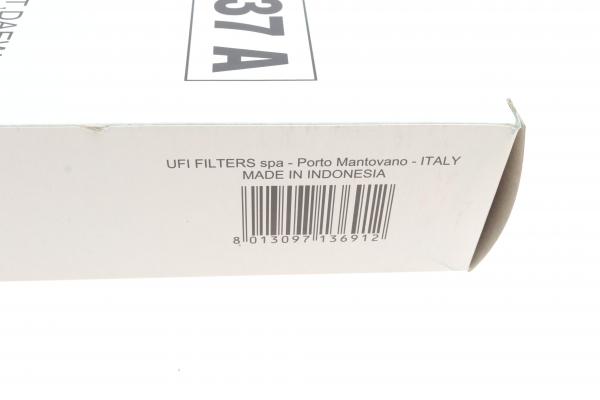 37 A
UFI FILTERS spa - Porto Mantovano - ITALY
MADE IN INDONESIA
8 013097 136912